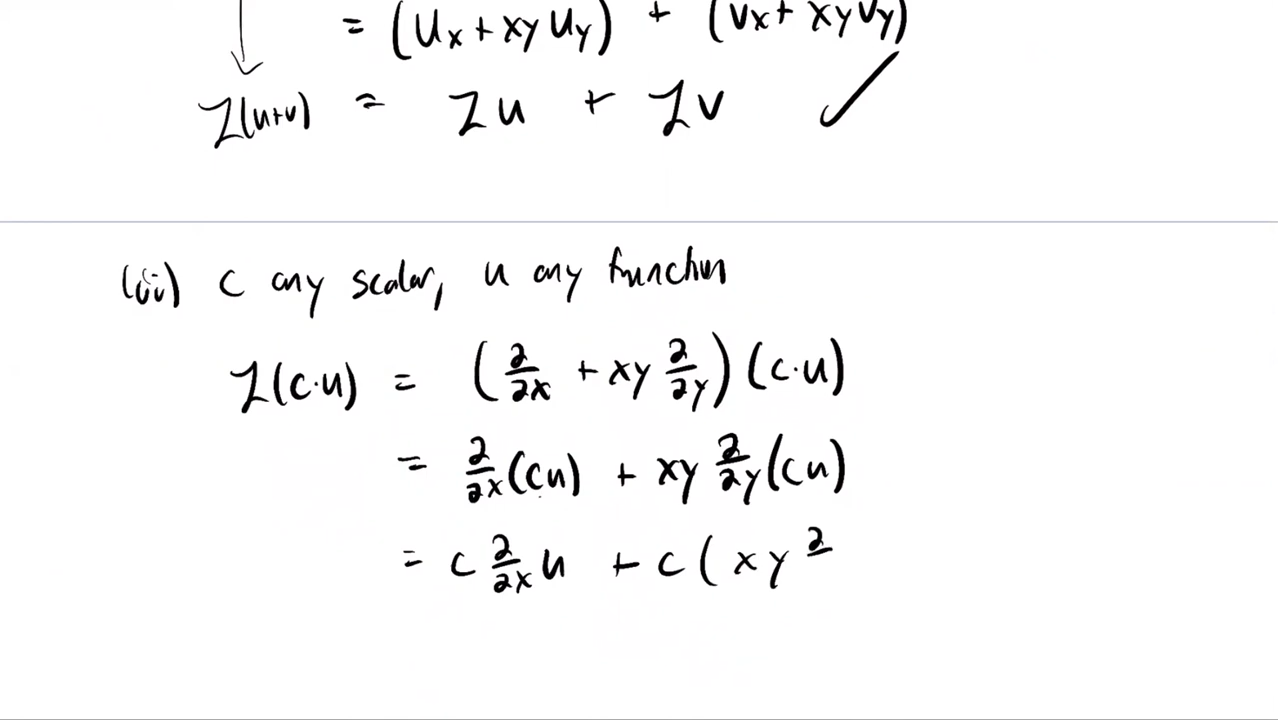 = (Ux + xy Uy) + (Vx + xy Vy)
ℒ(u+v) = ℒu + ℒv ✓
(ii) c any scalar, u any function
ℒ(c·u) = (∂/∂x + xy ∂/∂y)(c·u)
= ∂/∂x(cu) + xy ∂/∂y(cu)
= c ∂/∂x u + c(xy ∂